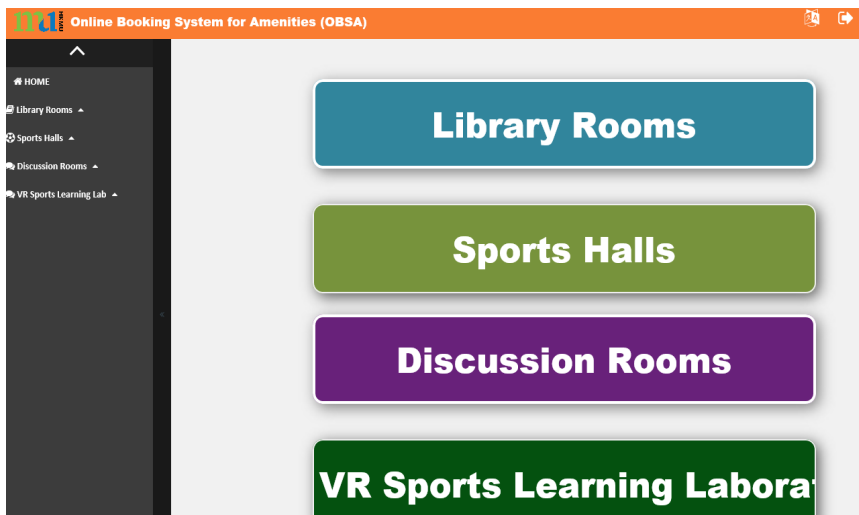 HKMU
Online Booking System for Amenities (OBSA)
HOME
Library Rooms
Sports Halls
Discussion Rooms
VR Sports Learning Lab
Library Rooms
Sports Halls
Discussion Rooms
VR Sports Learning Labora